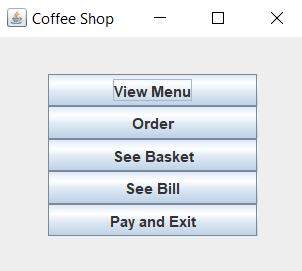 Coffee Shop
View Menu
Order
See Basket
See Bill
Pay and Exit